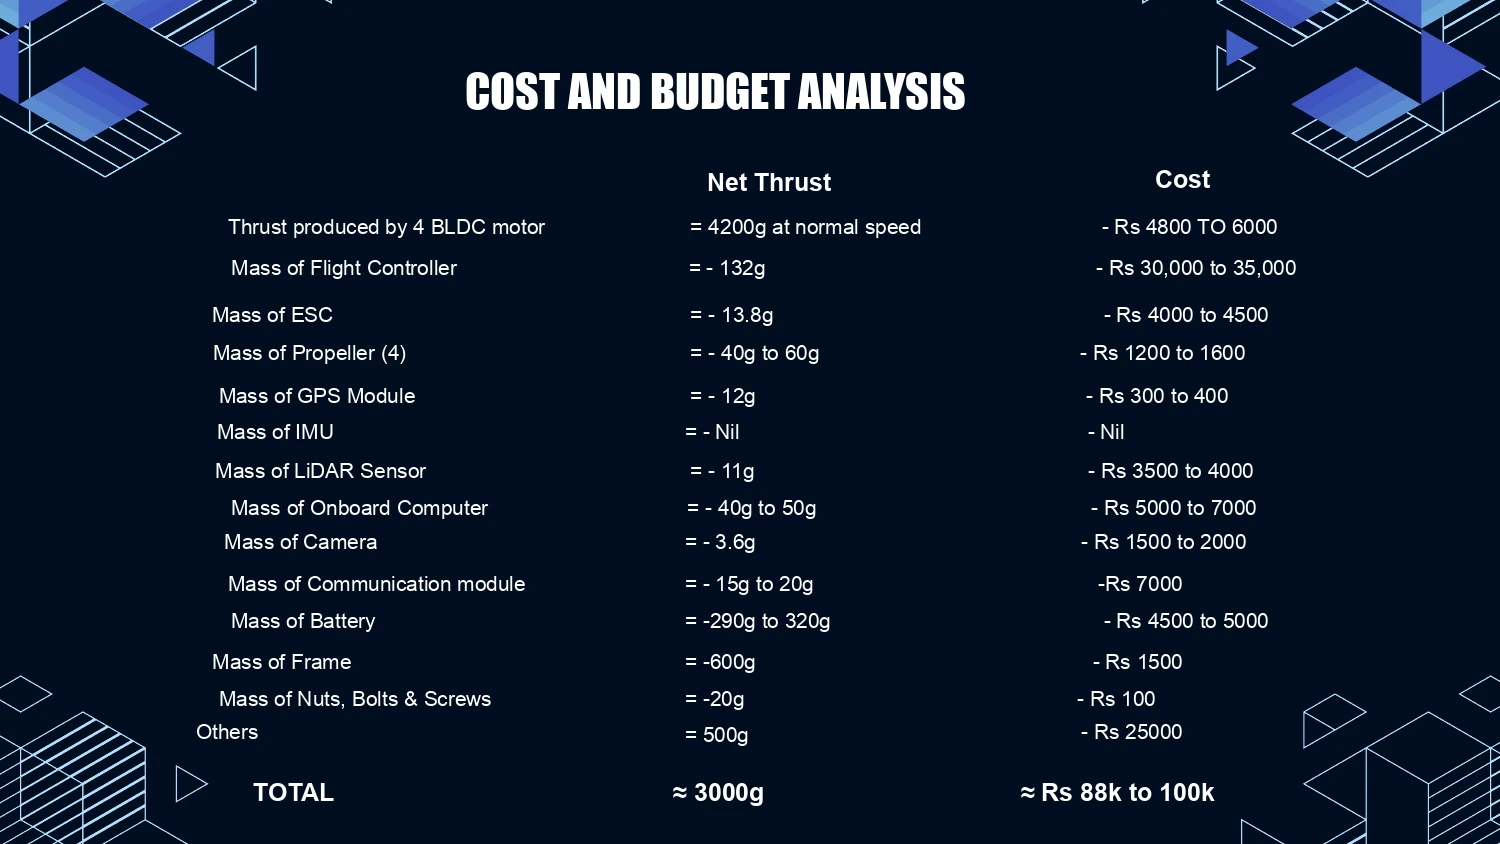 COST AND BUDGET ANALYSIS
Net Thrust Cost
Thrust produced by 4 BLDC motor = 4200g at normal speed - Rs 4800 TO 6000
Mass of Flight Controller = - 132g - Rs 30,000 to 35,000
Mass of ESC = - 13.8g - Rs 4000 to 4500
Mass of Propeller (4) = - 40g to 60g - Rs 1200 to 1600
Mass of GPS Module = - 12g - Rs 300 to 400
Mass of IMU = - Nil - Nil
Mass of LiDAR Sensor = - 11g - Rs 3500 to 4000
Mass of Onboard Computer = - 40g to 50g - Rs 5000 to 7000
Mass of Camera = - 3.6g - Rs 1500 to 2000
Mass of Communication module = - 15g to 20g -Rs 7000
Mass of Battery = -290g to 320g - Rs 4500 to 5000
Mass of Frame = -600g - Rs 1500
Mass of Nuts, Bolts & Screws = -20g - Rs 100
Others = 500g - Rs 25000
TOTAL ≈ 3000g ≈ Rs 88k to 100k